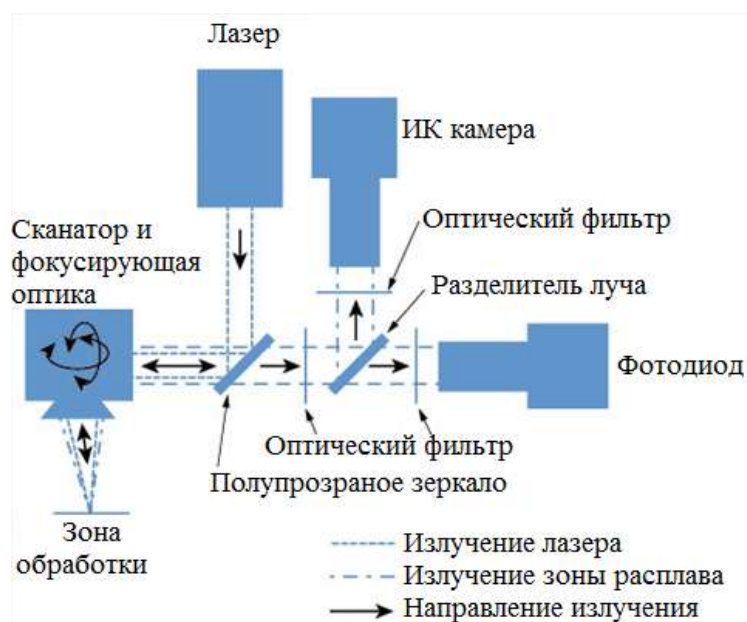 Лазер
ИК камера
Оптический фильтр
Сканатор и
фокусирующая
оптика
Разделитель луча
Фотодиод
Оптический фильтр
Полупрозраное зеркало
Зона
обработки
Излучение лазера
Излучение зоны расплава
Направление излучения